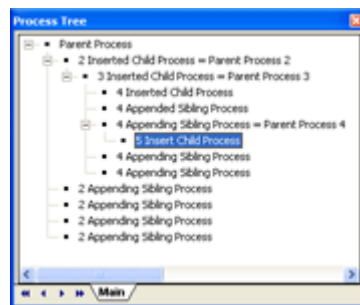 Process Tree
Parent Process
2 Inserted Child Process = Parent Process 2
3 Inserted Child Process = Parent Process 3
4 Inserted Child Process
4 Appended Sibling Process
4 Appending Sibling Process = Parent Process 4
5 Insert Child Process
4 Appending Sibling Process
4 Appending Sibling Process
2 Appending Sibling Process
2 Appending Sibling Process
2 Appending Sibling Process
2 Appending Sibling Process
Main